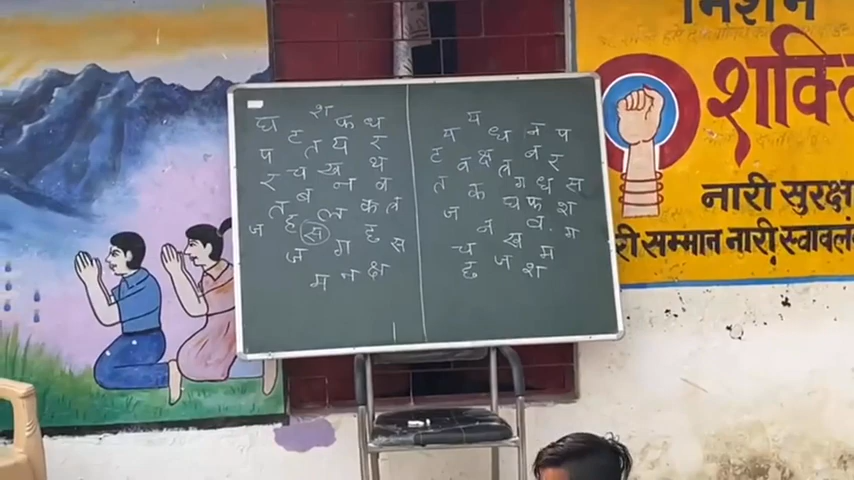 घ ट श फ थ
प त य र
र च ख थ
त ब न व
ज ह ल क ल
स ह
ज ग स
म न क्ष
य
म ध न प
ट व क्ष ल ब र
त क ग ध स
ज घ फ श
न व ग
च ख म
ह ज श
मिशन
शक्ति
नारी सुरक्षा
नारी सम्मान नारी स्वावलं